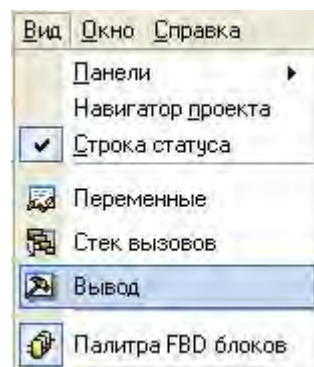 Вид Окно Справка
Панели
Навигатор проекта
Строка статуса
Переменные
Стек вызовов
Вывод
Палитра FBD блоков